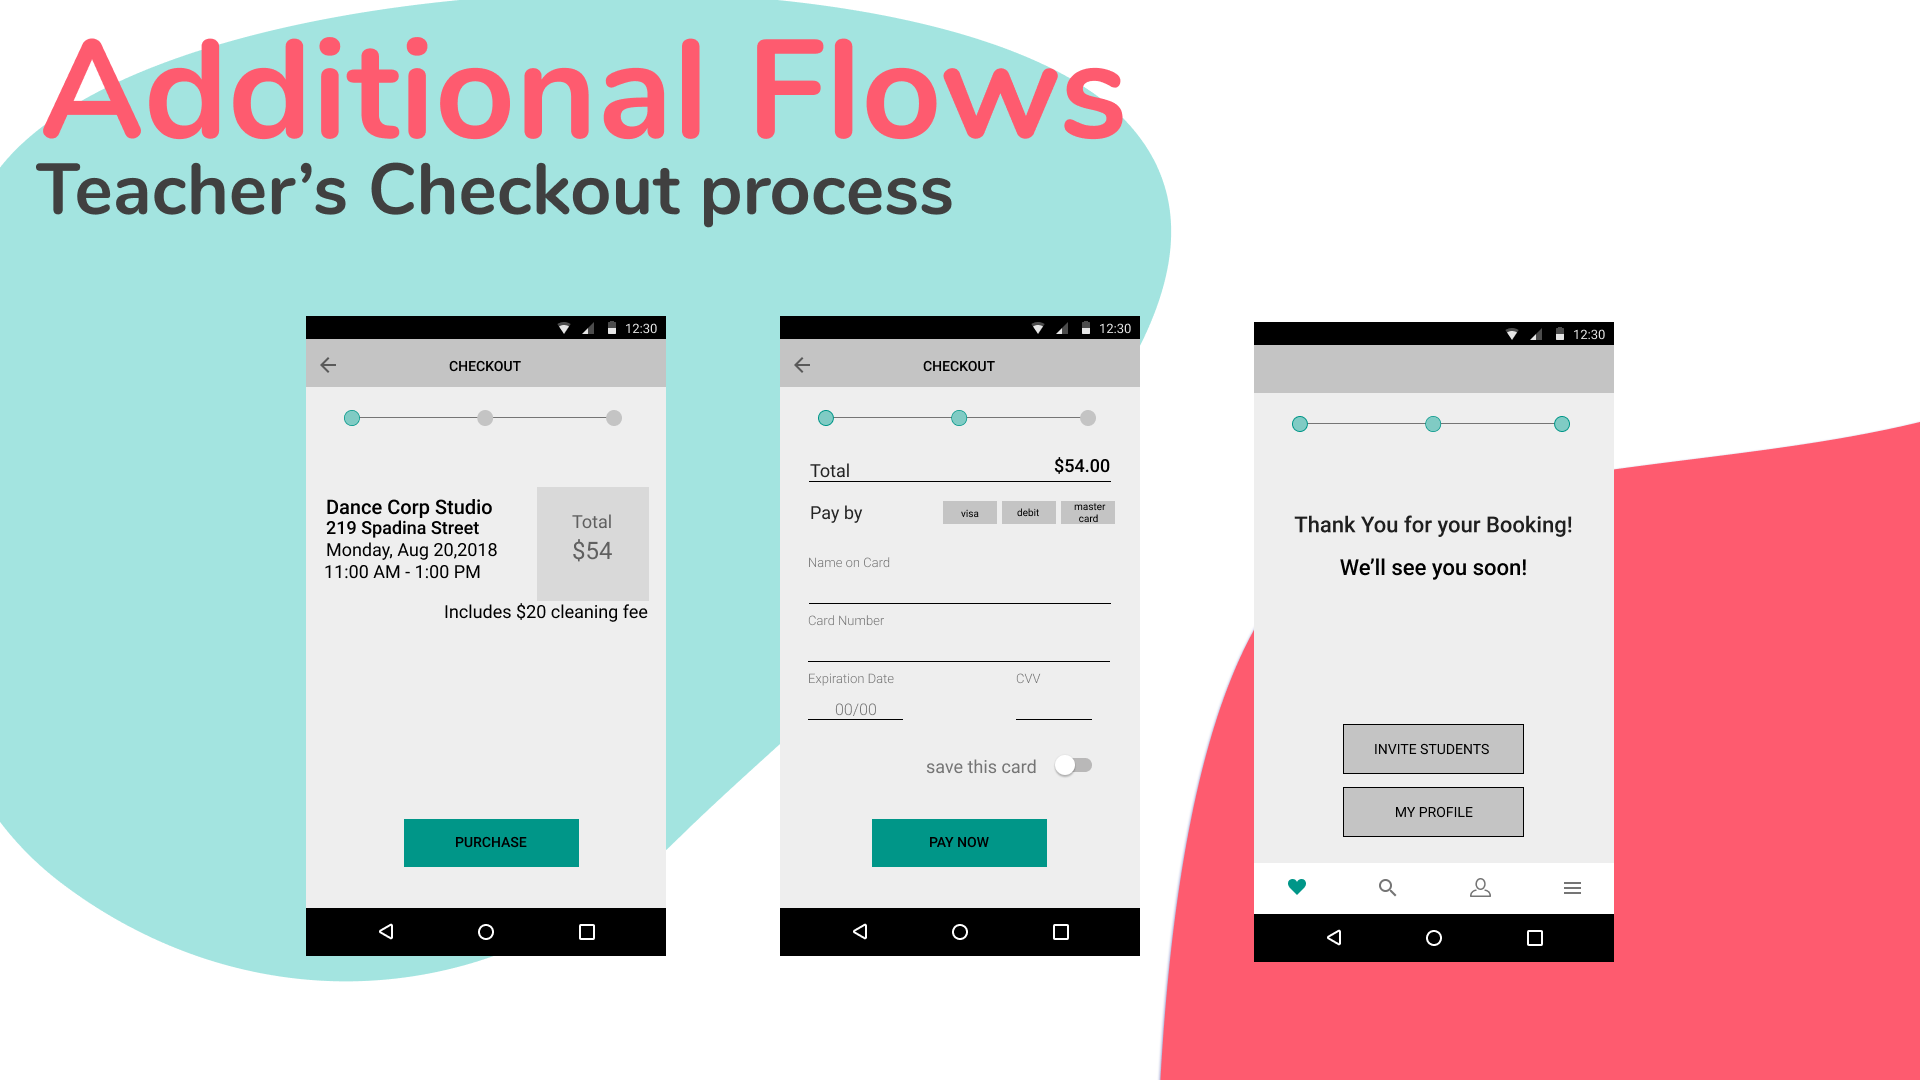 Additional Flows
Teacher’s Checkout process
12:30
CHECKOUT
Dance Corp Studio
219 Spadina Street
Monday, Aug 20,2018
11:00 AM - 1:00 PM
Total
$54
Includes $20 cleaning fee
PURCHASE
12:30
CHECKOUT
Total
$54.00
Pay by
visa
debit
master
card
Name on Card
Card Number
Expiration Date
CVV
00/00
save this card
PAY NOW
12:30
Thank You for your Booking!
We’ll see you soon!
INVITE STUDENTS
MY PROFILE